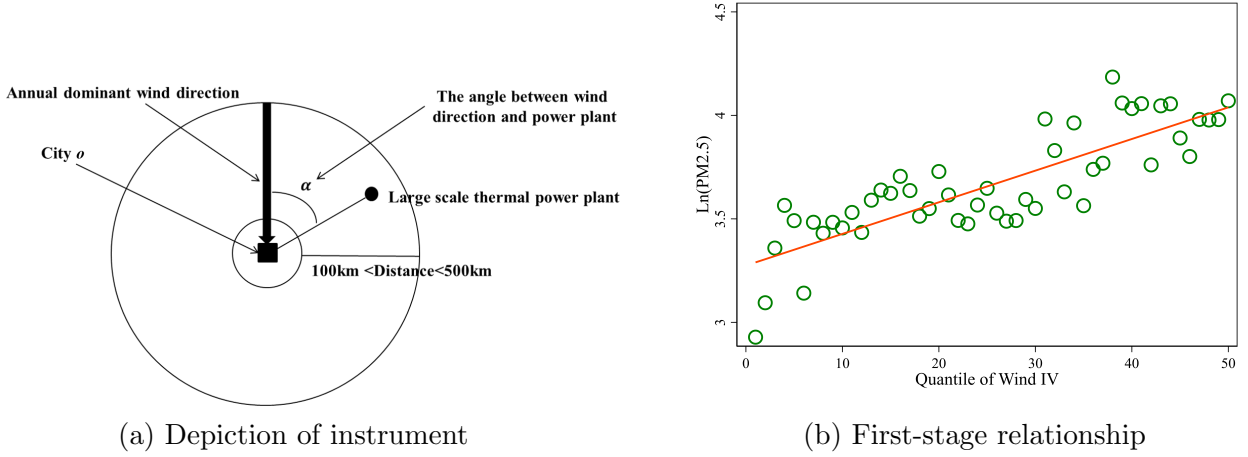 Annual dominant wind direction
The angle between wind
direction and power plant
City o
α
Large scale thermal power plant
100km <Distance<500km
(a) Depiction of instrument
4.5
4
3.5
3
Ln(PM2.5)
0
10
20
30
40
50
Quantile of Wind IV
(b) First-stage relationship